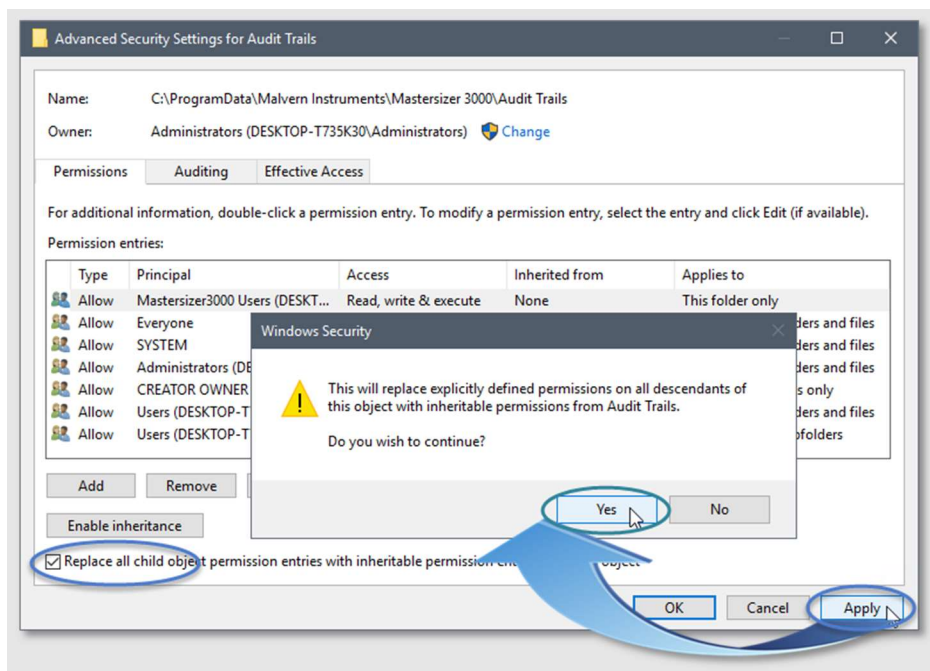 Advanced Security Settings for Audit Trails
Name: C:\ProgramData\Malvern Instruments\Mastersizer 3000\Audit Trails
Owner: Administrators (DESKTOP-T735K30\Administrators) Change
Permissions Auditing Effective Access
For additional information, double-click a permission entry. To modify a permission entry, select the entry and click Edit (if available).
Permission entries:
Type Principal Access Inherited from Applies to
Allow Mastersizer3000 Users (DESKT... Read, write & execute None This folder only
Allow Everyone ders and files
Allow SYSTEM ders and files
Allow Administrators (DE ders and files
Allow CREATOR OWNER s only
Allow Users (DESKTOP-T ders and files
Allow Users (DESKTOP-T bfolders
Windows Security
This will replace explicitly defined permissions on all descendants of
this object with inheritable permissions from Audit Trails.
Do you wish to continue?
Yes No
Add Remove
Enable inheritance
Replace all child object permission entries with inheritable permission object
OK Cancel Apply